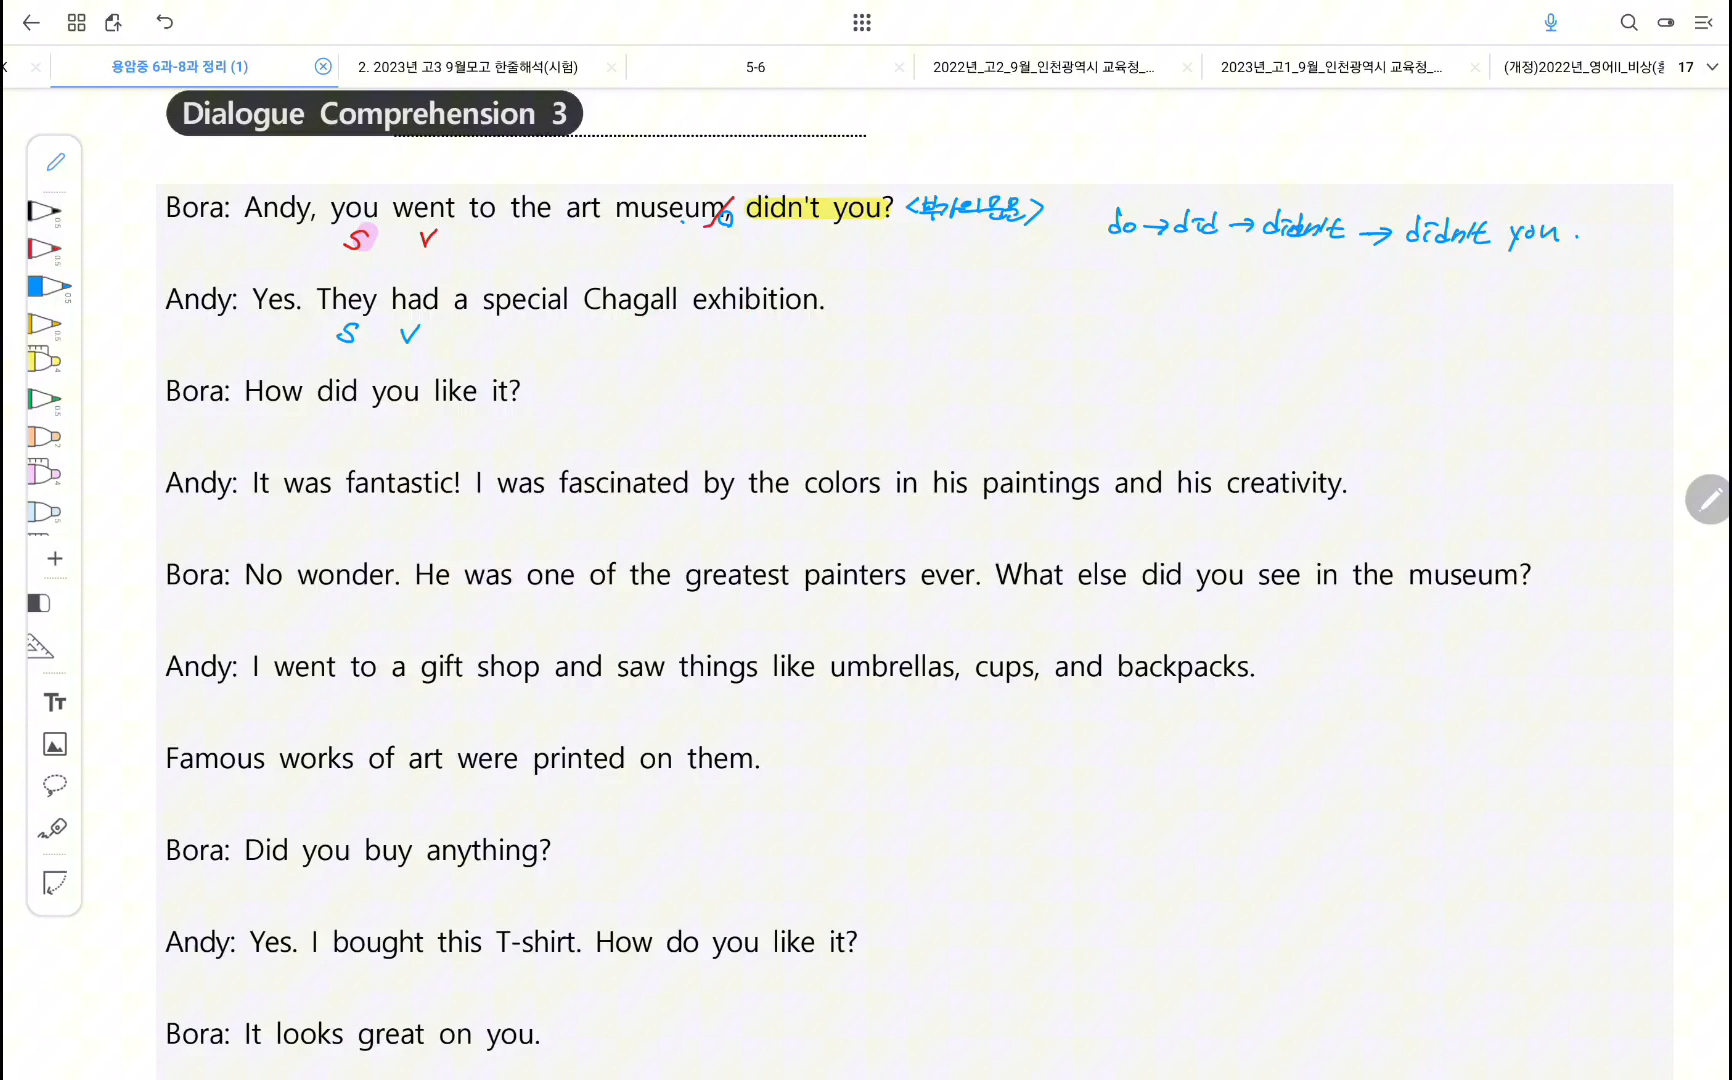 용암중 6과-8과 정리 (1)
2. 2023년 고3 9월모고 한줄해석(시험)
5-6
2022년_고2_9월_인천광역시 교육청_...
2023년_고1_9월_인천광역시 교육청_...
(개정)2022년_영어II_비상(홍
17
Dialogue Comprehension 3
Bora: Andy, you went to the art museum, didn't you? <부가의문문>
do → did → didn't → didn't you.
S V
Andy: Yes. They had a special Chagall exhibition.
S V
Bora: How did you like it?
Andy: It was fantastic! I was fascinated by the colors in his paintings and his creativity.
Bora: No wonder. He was one of the greatest painters ever. What else did you see in the museum?
Andy: I went to a gift shop and saw things like umbrellas, cups, and backpacks.
Famous works of art were printed on them.
Bora: Did you buy anything?
Andy: Yes. I bought this T-shirt. How do you like it?
Bora: It looks great on you.